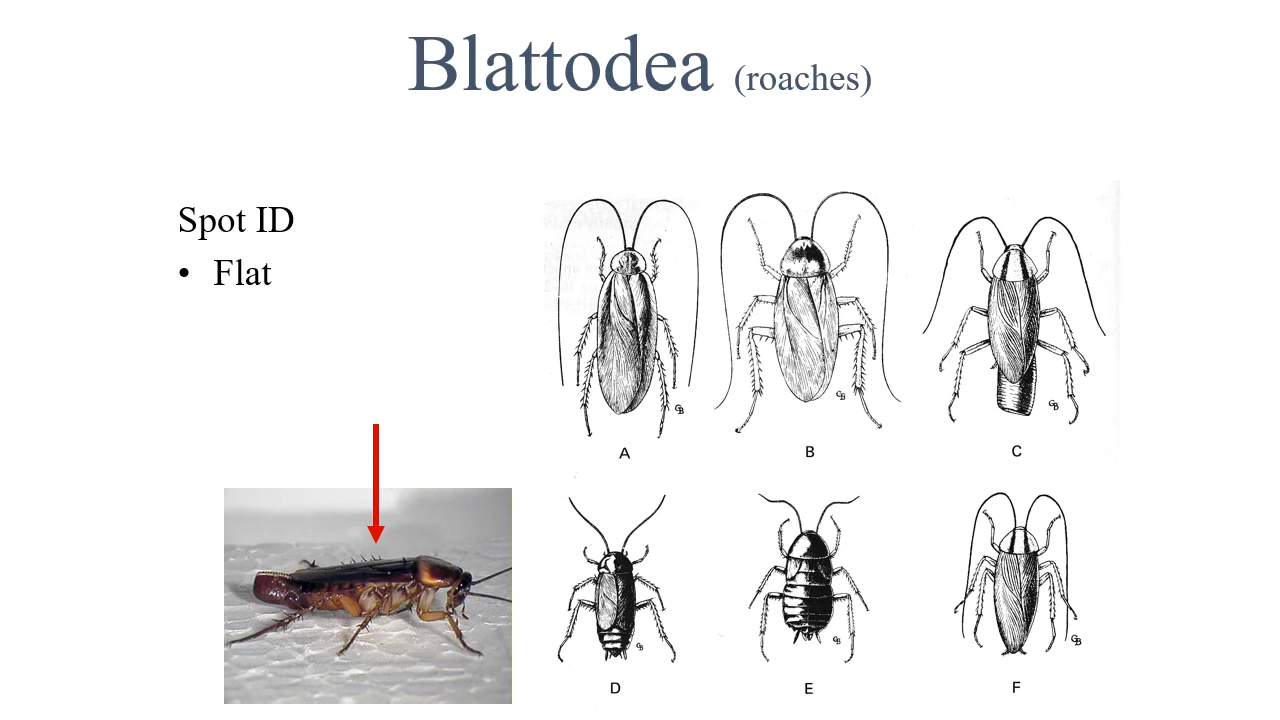 Blattodea (roaches)
Spot ID
• Flat
A
B
C
D
E
F